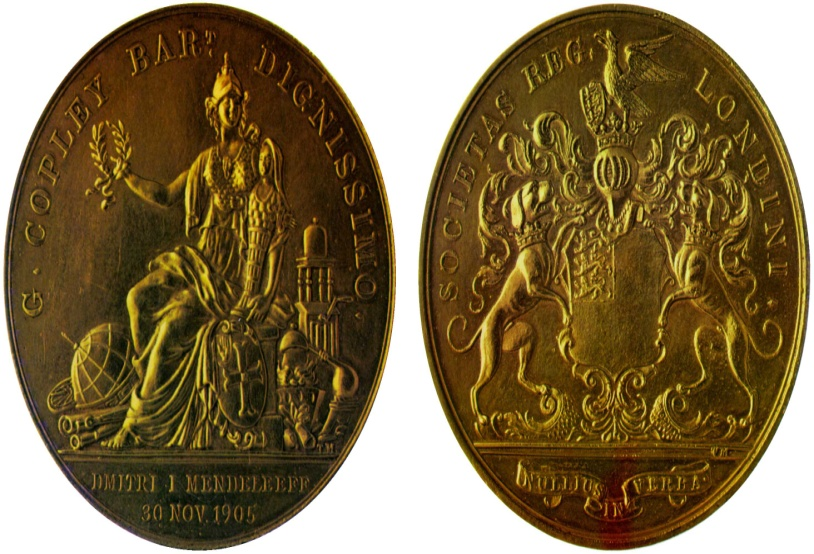 G. COPLEY BART. DIGNISSIMO.
T.M
DMITRI I MENDELEEFF
30 NOV. 1905
SOCIETAS REG. LONDINI.
NULLIUS IN VERBA